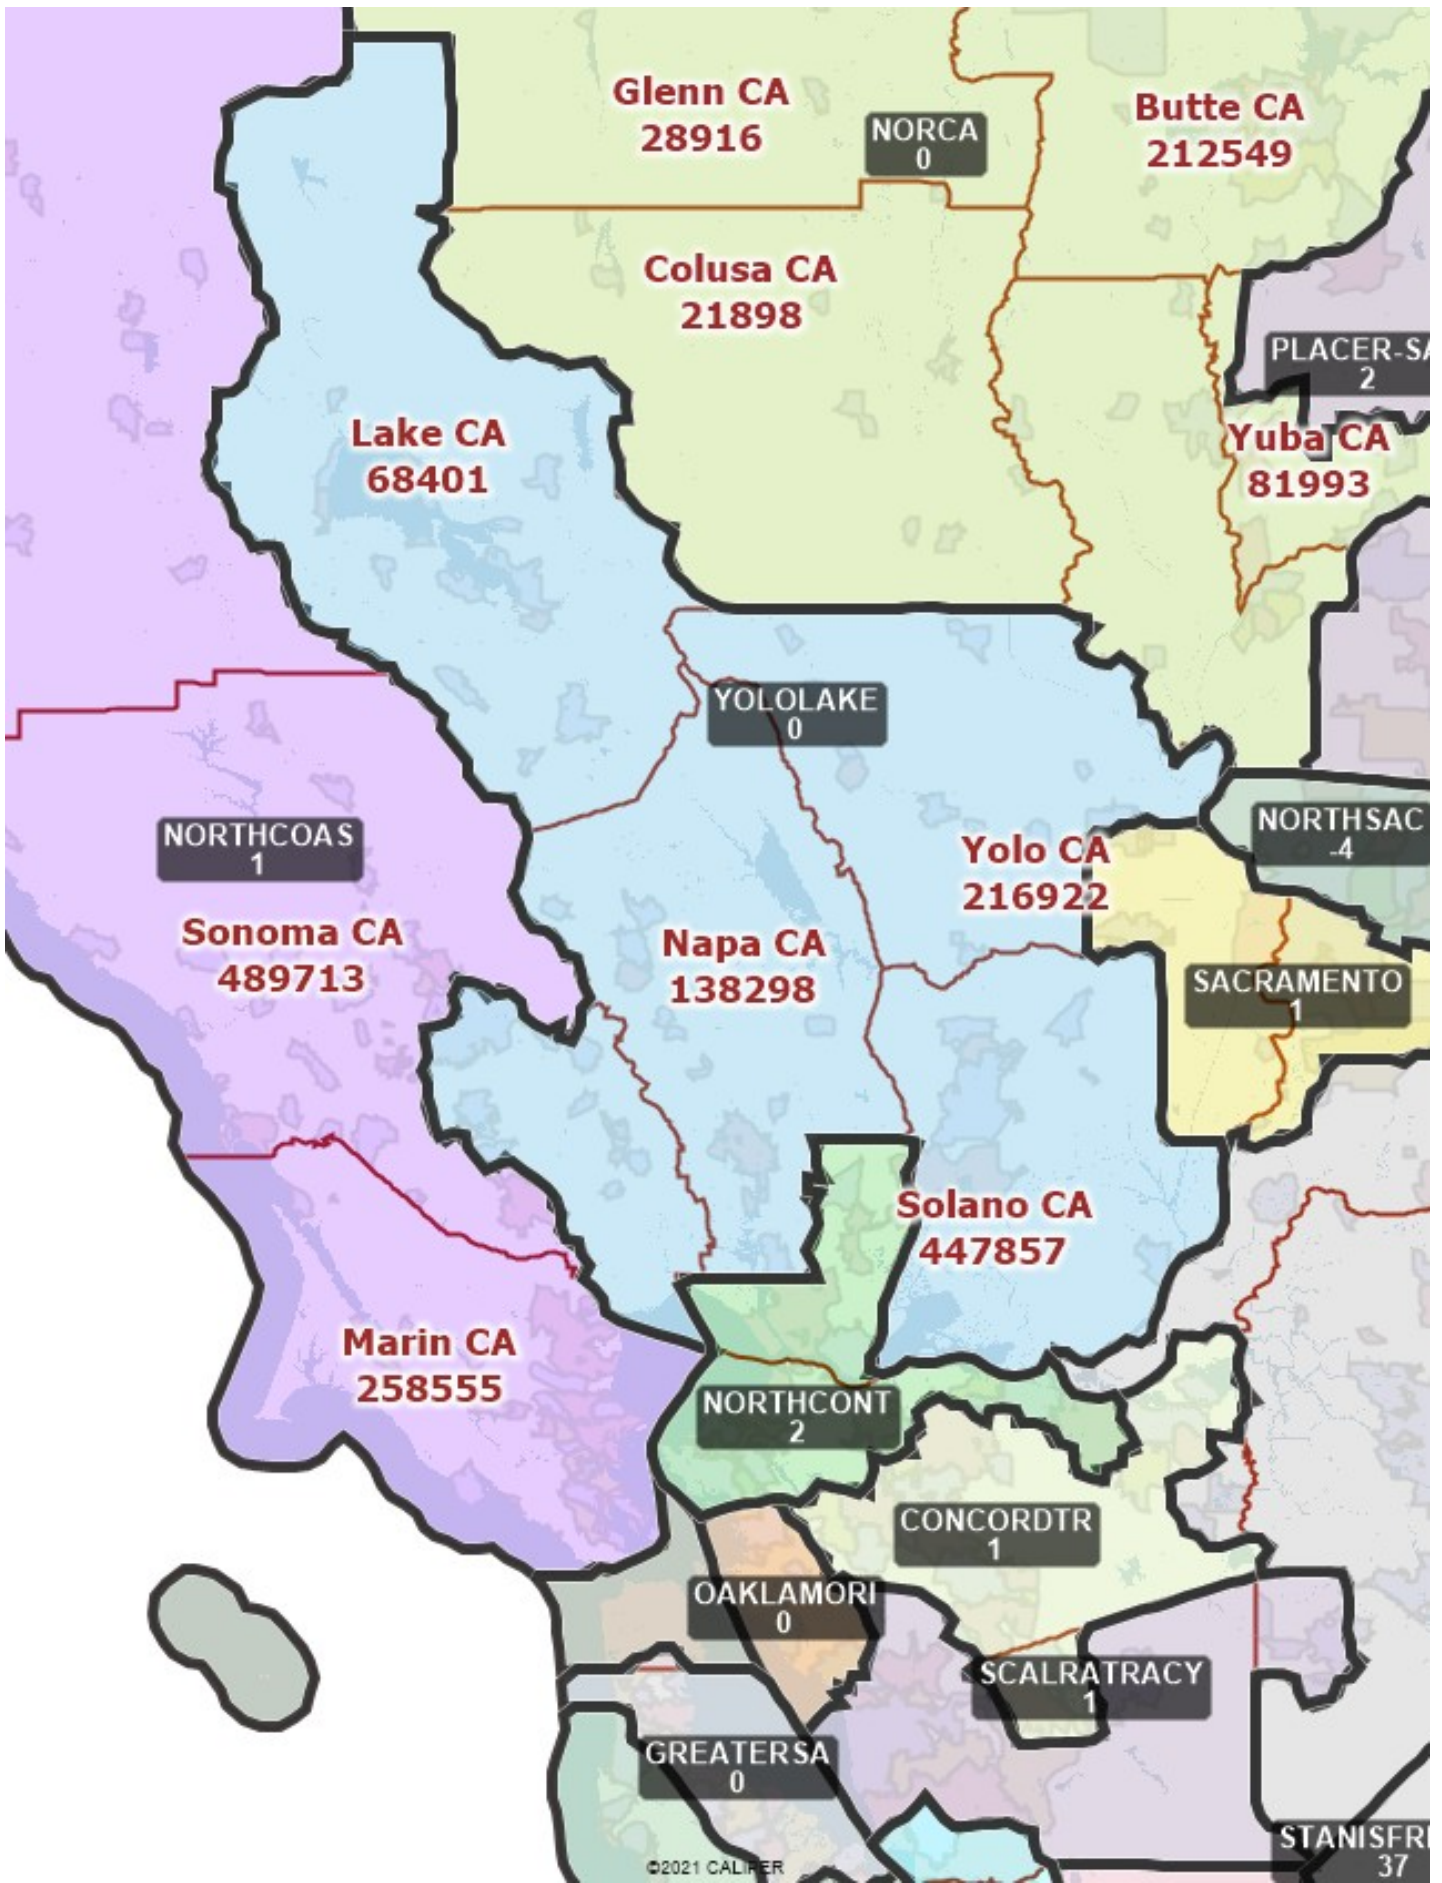 Glenn CA
28916
NORCA
0
Butte CA
212549
Colusa CA
21898
PLACER-SA
2
Lake CA
68401
Yuba CA
81993
YOLOLAKE
0
NORTHCOAS
1
NORTHSAC
-4
Yolo CA
216922
Sonoma CA
489713
Napa CA
138298
SACRAMENTO
1
Solano CA
447857
Marin CA
258555
NORTHCONT
2
CONCORDTR
1
OAKLAMORI
0
SCALRATRACY
1
GREATERSA
0
STANISFRE
37
©2021 CALIPER